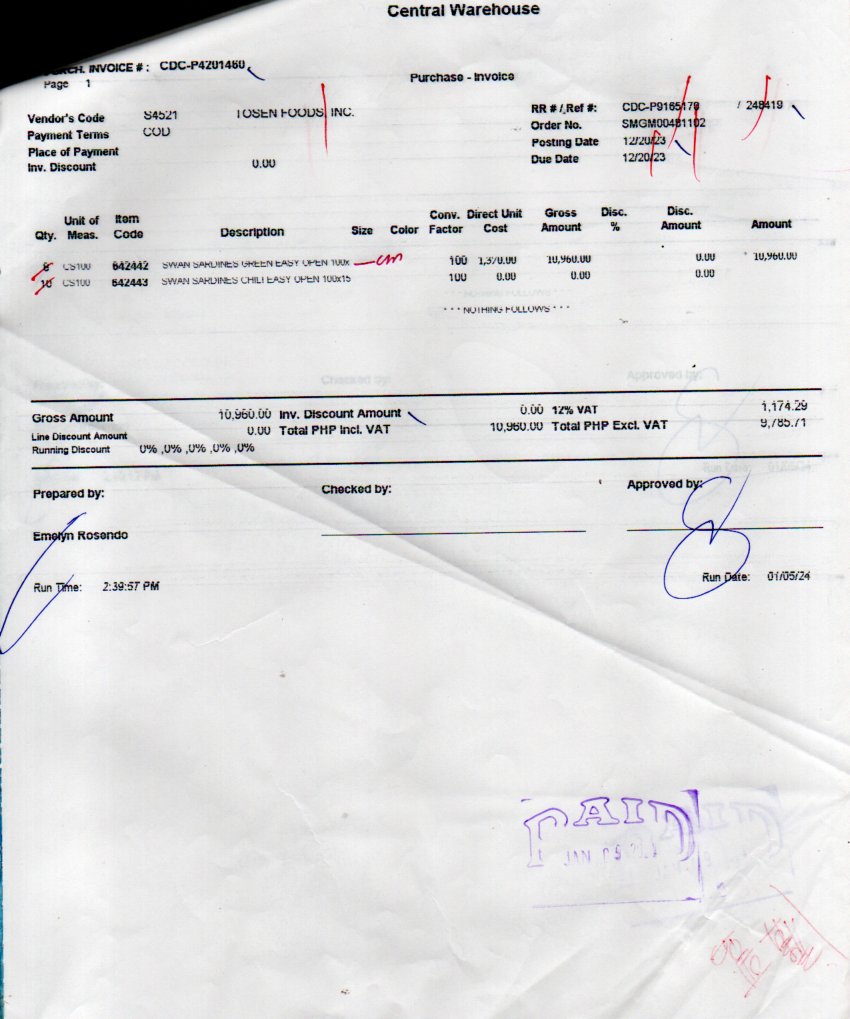 Central Warehouse
INVOICE # : CDC-P4201460
Page 1
Purchase - Invoice
Vendor's Code S4521 TOSEN FOODS, INC.
RR # /,Ref #: CDC-P9165170 / 248419
Payment Terms COD
Order No. SMGM00481102
Place of Payment
Posting Date 12/20/23
Inv. Discount 0.00
Due Date 12/20/23
Qty. Unit of Meas. Item Code Description Size Color Conv. Factor Direct Unit Cost Gross Amount Disc. % Disc. Amount Amount
8 CS100 642442 SWAN SARDINES GREEN EASY OPEN 100x 100 1,370.00 10,960.00 0.00 10,960.00
10 CS100 642443 SWAN SARDINES CHILI EASY OPEN 100x15 100 0.00 0.00 0.00
* * * NOTHING FOLLOWS * * *
Gross Amount 10,960.00 Inv. Discount Amount 0.00 12% VAT 1,174.29
Line Discount Amount 0.00 Total PHP Incl. VAT 10,960.00 Total PHP Excl. VAT 9,785.71
Running Discount 0% ,0% ,0% ,0% ,0%
Prepared by: Checked by: Approved by:
Emelyn Rosendo
Run Time: 2:39:57 PM
Run Date: 01/05/24
PAID
JAN